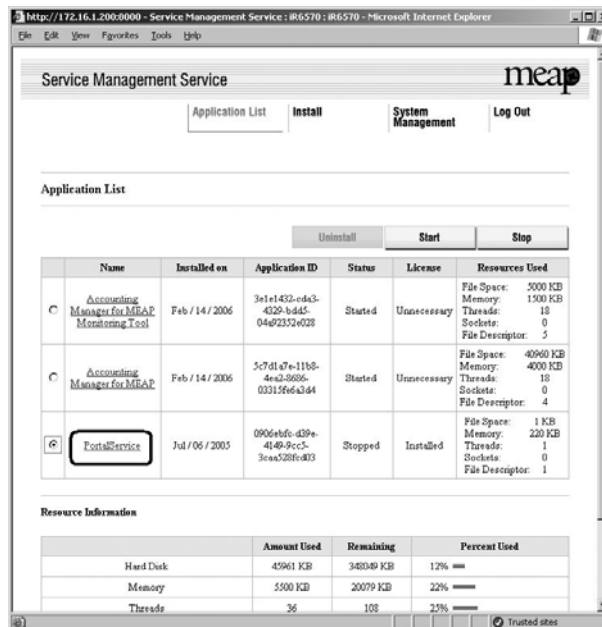 http://172.16.1.200:0000 - Service Management Service : iR6570 : iR6570 - Microsoft Internet Explorer
File Edit View Favorites Tools Help
Service Management Service
meap
Application List Install System Management Log Out
Application List
Uninstall Start Stop
Name Installed on Application ID Status License Resources Used
Accounting Manager for MEAP Monitoring Tool Feb / 14 / 2006 3e1e1432-cda3-4329-bdd5-04a92352e028 Started Unnecessary
File Space: 5000 KB
Memory: 1500 KB
Threads: 18
Sockets: 0
File Descriptor: 5
Accounting Manager for MEAP Feb / 14 / 2006 5c7d1a7e-11b8-4ea2-8686-03315fe6a3d4 Started Unnecessary
File Space: 40960 KB
Memory: 4000 KB
Threads: 18
Sockets: 0
File Descriptor: 4
PortalService Jul / 06 / 2005 0906ebfc-d39e-4149-9cc5-3caa528fcd03 Stopped Installed
File Space: 1 KB
Memory: 220 KB
Threads: 1
Sockets: 0
File Descriptor: 1
Resource Information
Amount Used Remaining Percent Used
Hard Disk 45961 KB 348049 KB 12%
Memory 5500 KB 20079 KB 22%
Threads 36 108 25%
Trusted sites